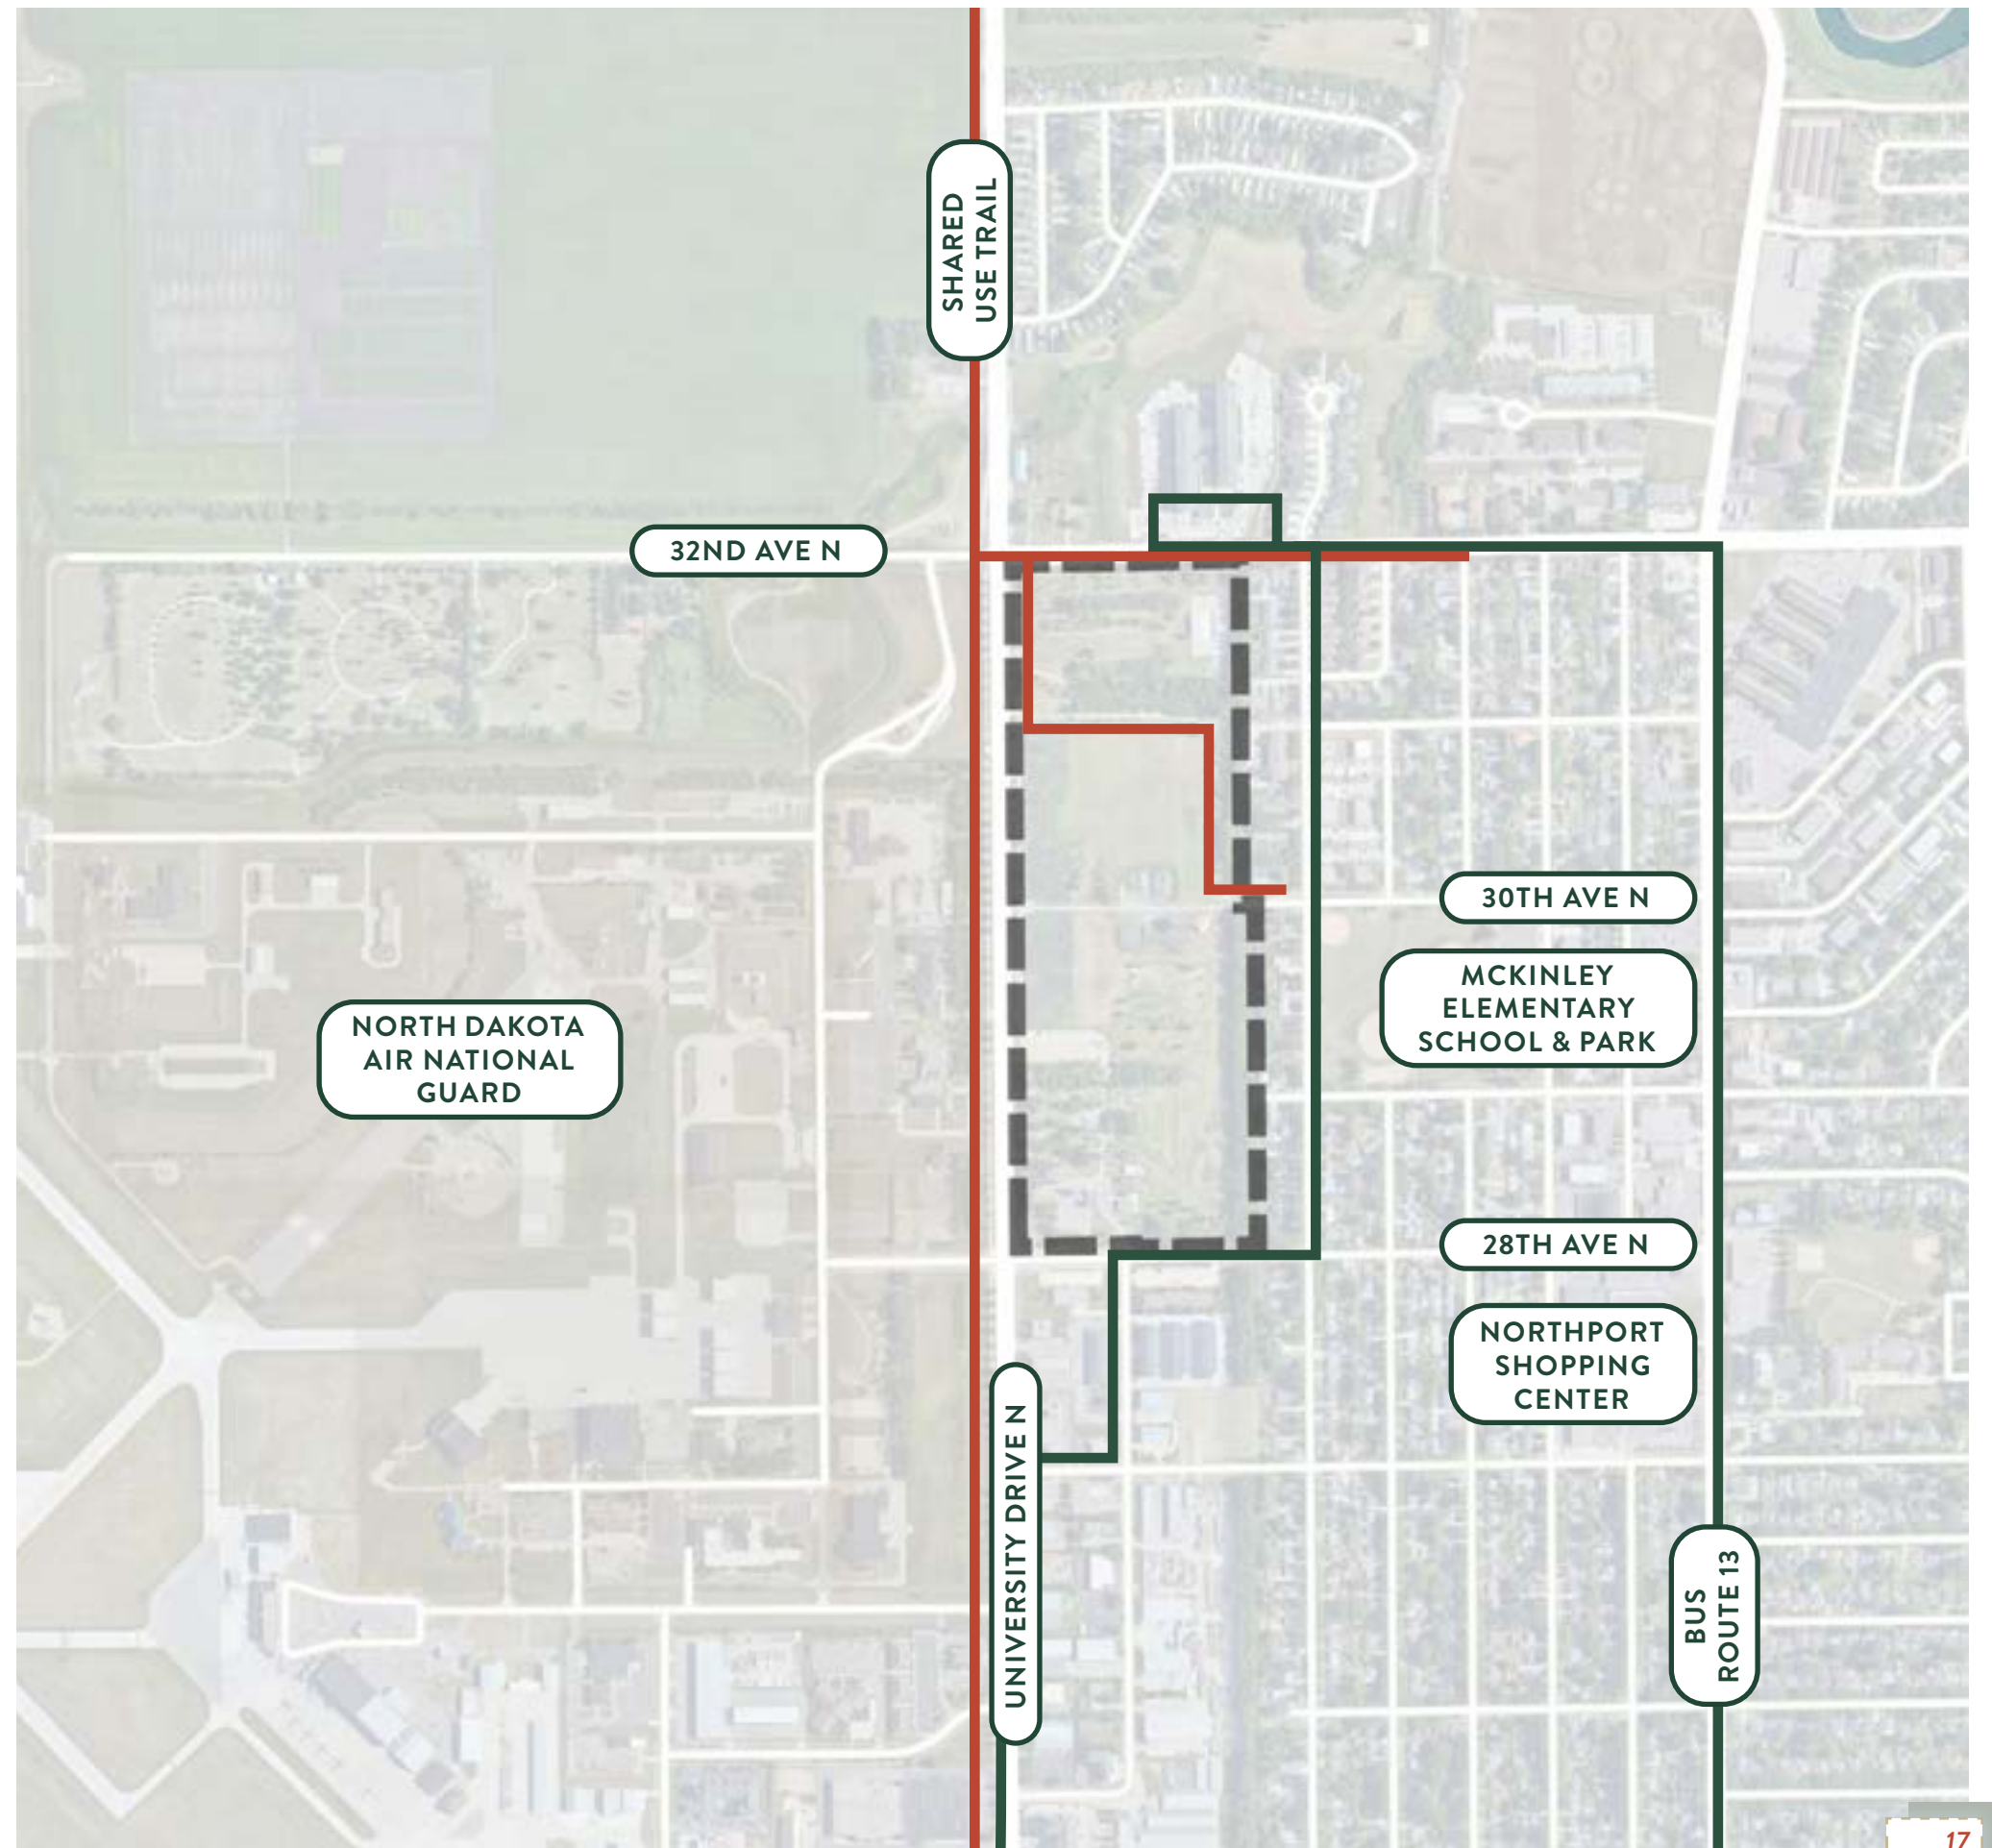 SHARED
USE TRAIL
32ND AVE N
30TH AVE N
MCKINLEY
ELEMENTARY
SCHOOL & PARK
NORTH DAKOTA
AIR NATIONAL
GUARD
28TH AVE N
NORTHPORT
SHOPPING
CENTER
UNIVERSITY DRIVE N
BUS
ROUTE 13
17